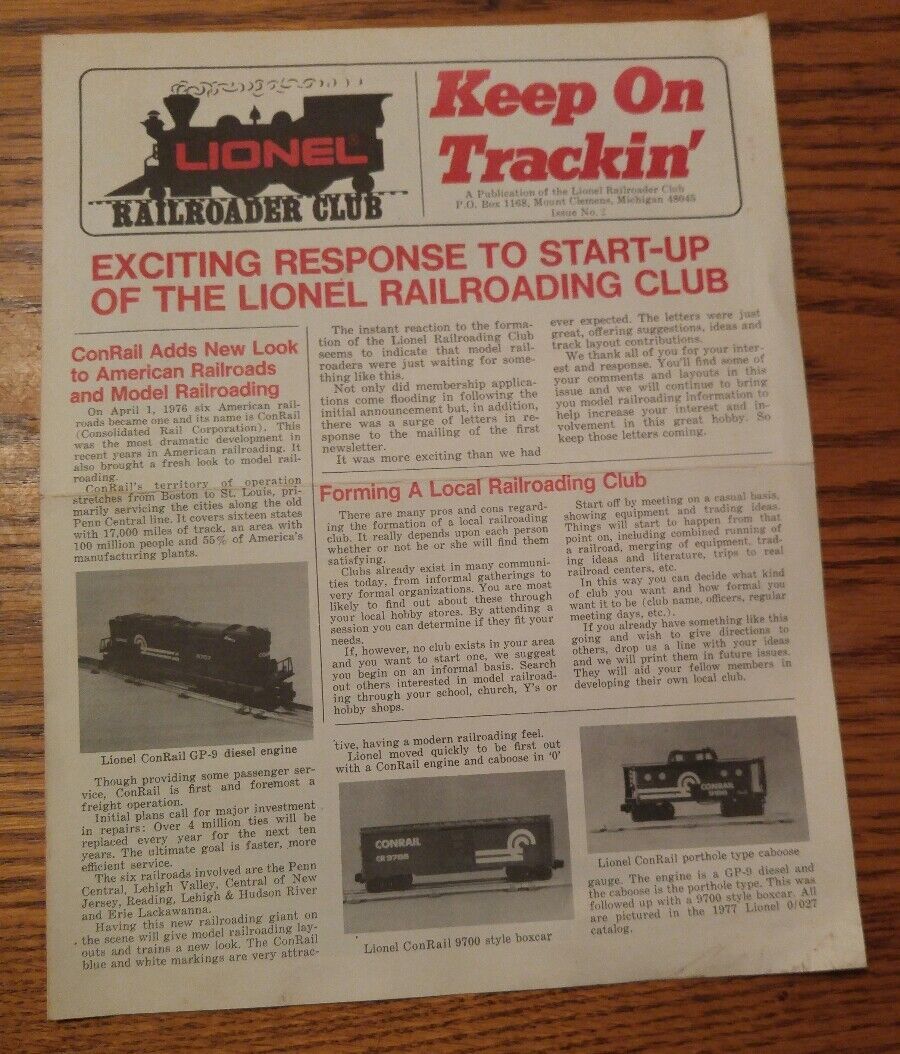 LIONEL
RAILROADER CLUB
Keep On
Trackin'
A Publication of the Lionel Railroader Club
P.O. Box 1168, Mount Clemens, Michigan 48045
Issue No. 2
EXCITING RESPONSE TO START-UP
OF THE LIONEL RAILROADING CLUB
ConRail Adds New Look
to American Railroads
and Model Railroading
On April 1, 1976 six American rail-
roads became one and its name is ConRail
(Consolidated Rail Corporation). This
was the most dramatic development in
recent years in American railroading. It
also brought a fresh look to model rail-
roading.
ConRail's territory of operation
stretches from Boston to St. Louis, pri-
marily servicing the cities along the old
Penn Central line. It covers sixteen states
with 17,000 miles of track, an area with
100 million people and 55% of America's
manufacturing plants.
Lionel ConRail GP-9 diesel engine
Though providing some passenger ser-
vice, ConRail is first and foremost a
freight operation.
Initial plans call for major investment
in repairs: Over 4 million ties will be
replaced every year for the next ten
years. The ultimate goal is faster, more
efficient service.
The six railroads involved are the Penn
Central, Lehigh Valley, Central of New
Jersey, Reading, Lehigh & Hudson River
and Erie Lackawanna.
Having this new railroading giant on
the scene will give model railroading lay-
outs and trains a new look. The ConRail
blue and white markings are very attrac-
The instant reaction to the forma-
tion of the Lionel Railroading Club
seems to indicate that model rail-
roaders were just waiting for some-
thing like this.
Not only did membership applica-
tions come flooding in following the
initial announcement but, in addition,
there was a surge of letters in re-
sponse to the mailing of the first
newsletter.
It was more exciting than we had
ever expected. The letters were just
great, offering suggestions, ideas and
track layout contributions.
We thank all of you for your inter-
est and response. You'll find some of
your comments and layouts in this
issue and we will continue to bring
you model railroading information to
help increase your interest and in-
volvement in this great hobby. So
keep those letters coming.
Forming A Local Railroading Club
There are many pros and cons regard-
ing the formation of a local railroading
club. It really depends upon each person
whether or not he or she will find them
satisfying.
Clubs already exist in many communi-
ties today, from informal gatherings to
very formal organizations. You are most
likely to find out about these through
your local hobby stores. By attending a
session you can determine if they fit your
needs.
If, however, no club exists in your area
and you want to start one, we suggest
you begin on an informal basis. Search
out others interested in model railroad-
ing through your school, church, Y's or
hobby shops.
Start off by meeting on a casual basis,
showing equipment and trading ideas.
Things will start to happen from that
point on, including combined running of
a railroad, merging of equipment, trad-
ing ideas and literature, trips to real
railroad centers, etc.
In this way you can decide what kind
of club you want and how formal you
want it to be (club name, officers, regular
meeting days, etc.).
If you already have something like this
going and wish to give directions to
others, drop us a line with your ideas
and we will print them in future issues.
They will aid your fellow members in
developing their own local club.
tive, having a modern railroading feel.
Lionel moved quickly to be first out
with a ConRail engine and caboose in '0'
CONRAIL
CR 9788
Lionel ConRail 9700 style boxcar
CONRAIL
Lionel ConRail porthole type caboose
gauge. The engine is a GP-9 diesel and
the caboose is the porthole type. This was
followed up with a 9700 style boxcar. All
are pictured in the 1977 Lionel 0/027
catalog.